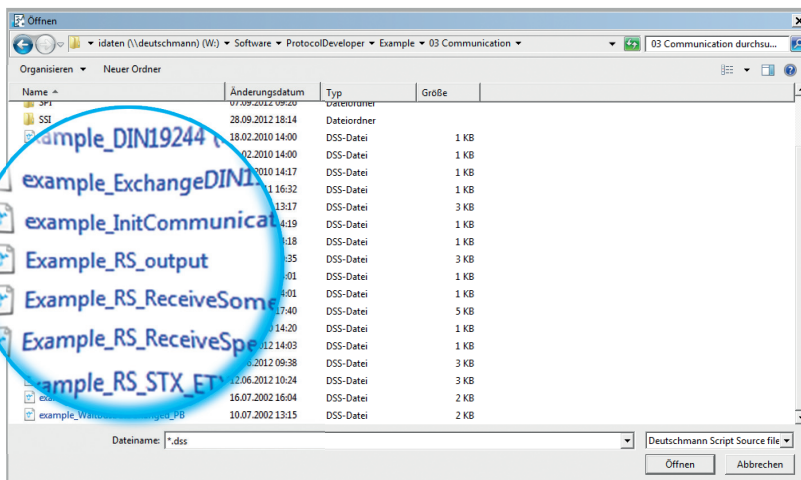 Öffnen
idaten (\\deutschmann) (W:) Software ProtocolDeveloper Example 03 Communication
03 Communication durchsu...
Organisieren Neuer Ordner
Name Änderungsdatum Typ Größe
SPI 07.09.2012 09:20 Dateiordner
SSI 28.09.2012 18:14 Dateiordner
18.02.2010 14:00 DSS-Datei 1 KB
example_DIN19244
02.2010 14:00 DSS-Datei 1 KB
2010 14:17 DSS-Datei 1 KB
example_ExchangeDIN1
11 16:32 DSS-Datei 1 KB
13:17 DSS-Datei 3 KB
example_InitCommunicat
4:19 DSS-Datei 1 KB
:18 DSS-Datei 1 KB
Example_RS_output
:35 DSS-Datei 3 KB
:01 DSS-Datei 1 KB
Example_RS_ReceiveSome
4:01 DSS-Datei 1 KB
17:40 DSS-Datei 5 KB
14:20 DSS-Datei 1 KB
Example_RS_ReceiveSpe
2012 14:03 DSS-Datei 1 KB
.2012 09:38 DSS-Datei 3 KB
xample_RS_STX_ET
12.06.2012 10:24 DSS-Datei 3 KB
exa 16.07.2002 16:04 DSS-Datei 2 KB
10.07.2002 13:15 DSS-Datei 2 KB
Dateiname: *.dss
Deutschmann Script Source file
Öffnen Abbrechen